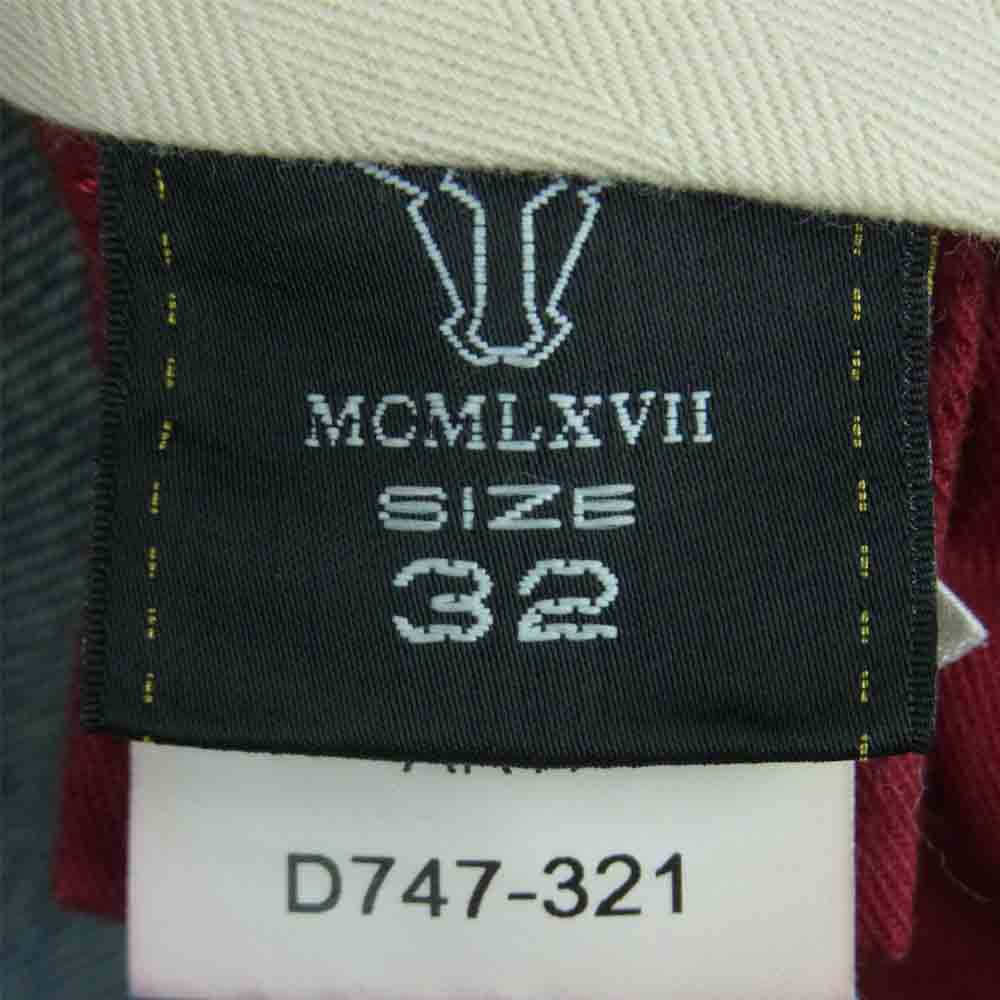 MCMLXVII
SIZE
32
D747-321